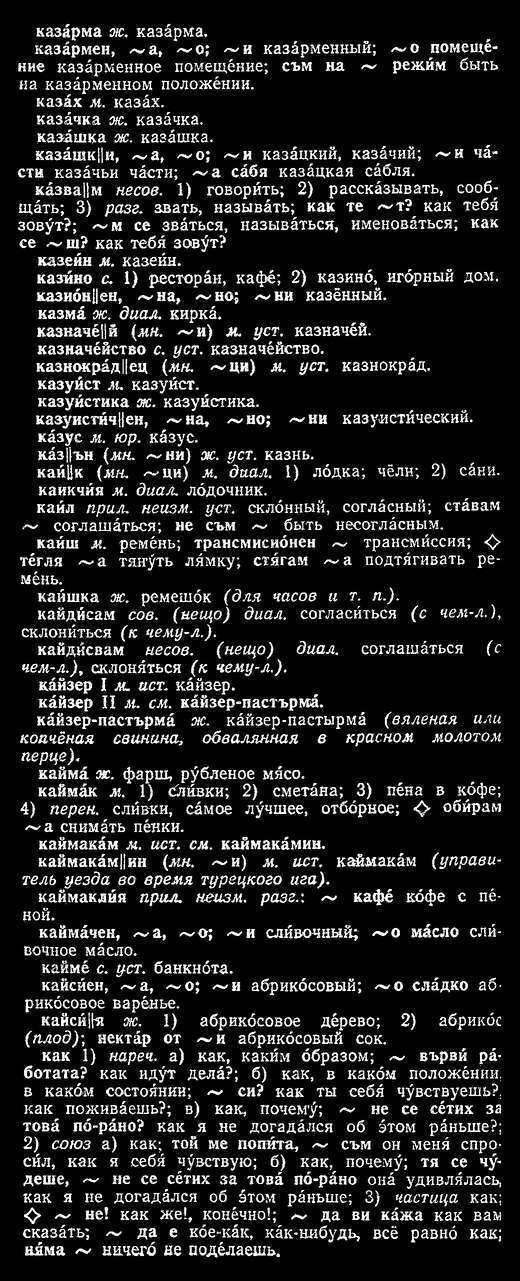 каза́рма ж. каза́рма.
каза́рмен, ~а, ~о; ~и каза́рменный; ~о помеще́-
ние каза́рменное помеще́ние; съм на ~ режи́м быть
на каза́рменном положе́нии.
каза́х м. каза́х.
каза́чка ж. каза́чка.
каза́шка ж. каза́шка.
каза́шк||и, ~а, ~о; ~и каза́цкий, каза́чий; ~и ча́-
сти каза́чьи ча́сти; ~а са́бя каза́цкая са́бля.
ка́зва||м несов. 1) говори́ть; 2) расска́зывать, сооб-
ща́ть; 3) разг. звать, называ́ть; как те ~т? как тебя́
зову́т?; ~м се зва́ться, называ́ться, именова́ться; как
се ~ш? как тебя́ зову́т?
казеи́н м. казеи́н.
кази́но с. 1) рестора́н, кафе́; 2) казино́, иго́рный дом.
казио́н||ен, ~на, ~но; ~ни казённый.
казма́ ж. диал. кирка́.
казначе́||й (мн. ~и) м. уст. казначе́й.
казначе́йство с. уст. казначе́йство.
казнокра́д||ец (мн. ~ци) м. уст. казнокра́д.
казуи́ст м. казуи́ст.
казуи́стика ж. казуи́стика.
казуисти́ч||ен, ~на, ~но; ~ни казуисти́ческий.
ка́зус м. юр. ка́зус.
ка́з||ън (мн. ~ни) ж. уст. казнь.
каи́||к (мн. ~ци) м. диал. 1) ло́дка; чёлн; 2) са́ни.
каикчия м. диал. ло́дочник.
каи́л прил. неизм. уст. скло́нный, согла́сный; ста́вам
~ соглаша́ться; не съм ~ быть несогла́сным.
каи́ш м. реме́нь; трансмисио́нен ~ трансми́ссия; ◇
те́гля ~а тяну́ть ля́мку; стя́гам ~а подтя́гивать ре-
ме́нь.
каи́шка ж. ремешо́к (для часов и т. п.).
кайди́сам сов. (нещо) диал. согласи́ться (с чем-л.),
склони́ться (к чему-л.).
кайди́свам несов. (нещо) диал. соглаша́ться (с
чем-л.), склоня́ться (к чему-л.).
ка́йзер I м. ист. ка́йзер.
ка́йзер II м. см. ка́йзер-пастърма́.
ка́йзер-пастърма́ ж. ка́йзер-пастырма́ (вяленая или
копчёная свинина, обвалянная в красном молотом
перце).
кайма́ ж. фарш, ру́бленое мя́со.
кайма́к м. 1) сли́вки; 2) смета́на; 3) пе́на в ко́фе;
4) перен. сли́вки, са́мое лу́чшее, отбо́рное; ◇ оби́рам
~а снима́ть пе́нки.
каймака́м м. ист. см. каймака́мин.
каймака́м||ин (мн. ~и) м. ист. каймака́м (управи-
тель уезда во время турецкого ига).
каймакли́я прил. неизм. разг.: ~ кафе́ ко́фе с пе́-
ной.
кайма́чен, ~а, ~о; ~и сли́вочный; ~о ма́сло сли́-
вочное ма́сло.
кайме́ с. уст. банкно́та.
кайси́ен, ~а, ~о; ~и абрико́совый; ~о сла́дко аб-
рико́совое варе́нье.
кайси́||я ж. 1) абрико́совое де́рево; 2) абрико́с
(плод); некта́р от ~и абрико́совый сок.
как 1) нареч. а) как, каки́м о́бразом; ~ върви́ ра́-
ботата? как иду́т дела́?; б) как, в како́м положе́нии,
в како́м состоя́нии; ~ си? как ты себя́ чу́вствуешь?,
как пожива́ешь?; в) как, почему́; ~ не се се́тих за
това́ по́-ра́но? как я не догада́лся об э́том ра́ньше?;
2) союз а) как; той ме попи́та, ~ съм он меня́ спро-
си́л, как я себя́ чу́вствую; б) как, почему́; тя се чу́-
деше, ~ не се се́тих за това́ по́-ра́но она́ удивля́лась,
как я не догада́лся об э́том ра́ньше; 3) частица как;
◇ ~ не! как же!, коне́чно!; ~ да ви ка́жа как вам
сказа́ть; ~ да е ко́е-ка́к, ка́к-нибудь, всё равно́ как;
ня́ма ~ ничего́ не поде́лаешь.